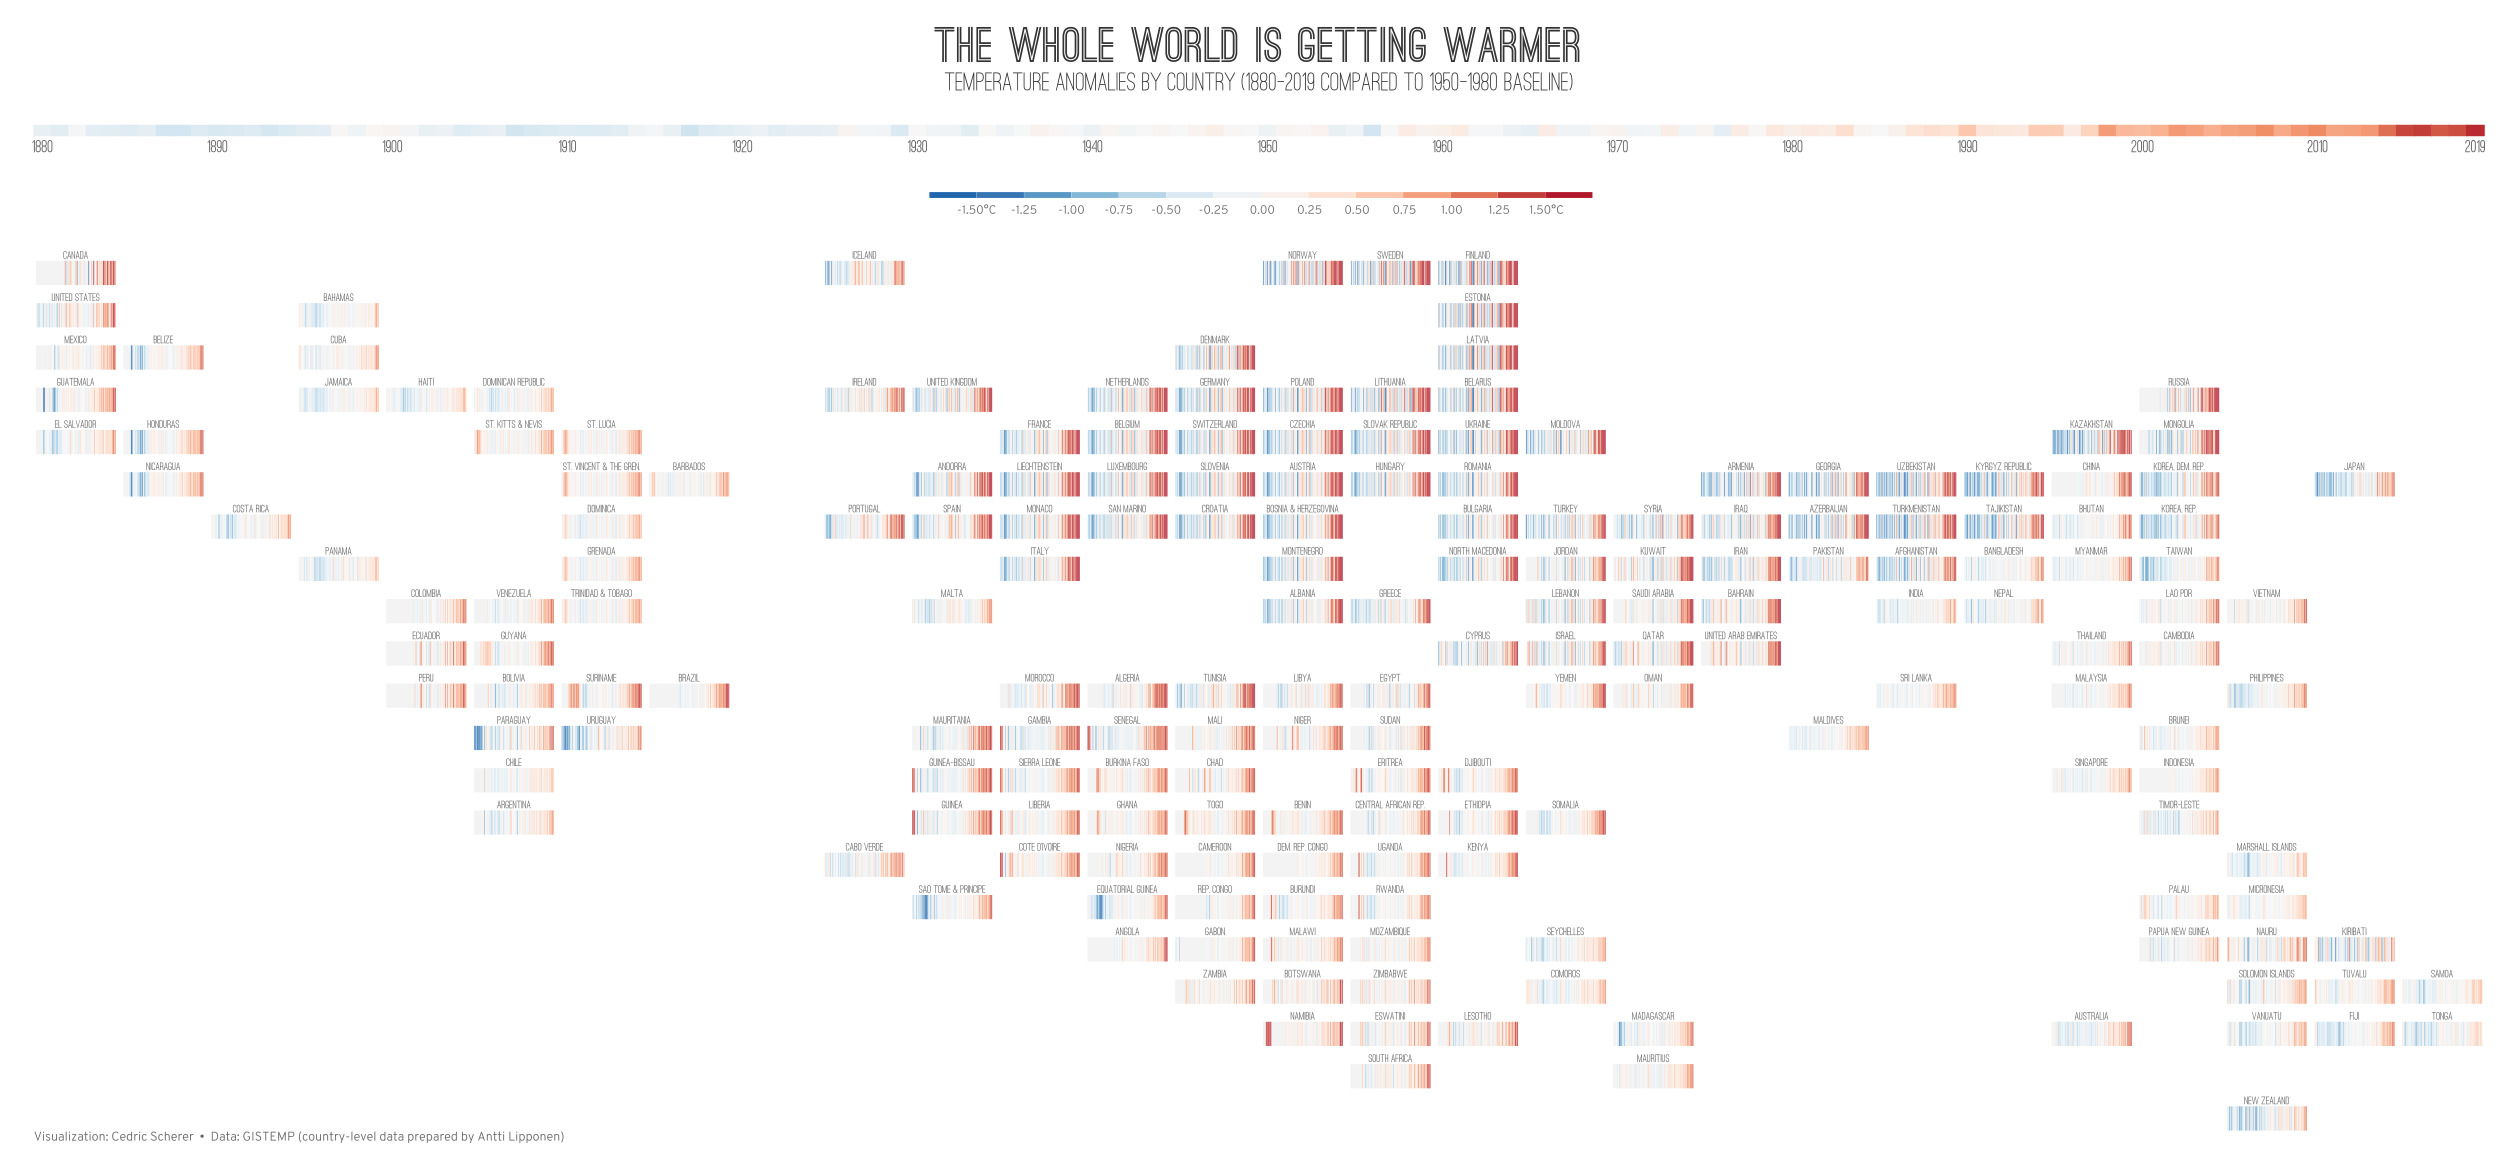 THE WHOLE WORLD IS GETTING WARMER
TEMPERATURE ANOMALIES BY COUNTRY (1880-2019 COMPARED TO 1950-1980 BASELINE)
1880 1890 1900 1910 1920 1930 1940 1950 1960 1970 1980 1990 2000 2010 2019
-1.50°C -1.25 -1.00 -0.75 -0.50 -0.25 0.00 0.25 0.50 0.75 1.00 1.25 1.50°C
CANADA ICELAND NORWAY SWEDEN FINLAND
UNITED STATES BAHAMAS ESTONIA
MEXICO BELIZE CUBA DENMARK LATVIA
GUATEMALA JAMAICA HAITI DOMINICAN REPUBLIC IRELAND UNITED KINGDOM NETHERLANDS GERMANY POLAND LITHUANIA BELARUS RUSSIA
EL SALVADOR HONDURAS ST. KITTS & NEVIS ST. LUCIA FRANCE BELGIUM SWITZERLAND CZECHIA SLOVAK REPUBLIC UKRAINE MOLDOVA KAZAKHSTAN MONGOLIA
NICARAGUA ST. VINCENT & THE GREN. BARBADOS ANDORRA LIECHTENSTEIN LUXEMBOURG SLOVENIA AUSTRIA HUNGARY ROMANIA ARMENIA GEORGIA UZBEKISTAN KYRGYZ REPUBLIC CHINA KOREA, DEM. REP. JAPAN
COSTA RICA DOMINICA PORTUGAL SPAIN MONACO SAN MARINO CROATIA BOSNIA & HERZEGOVINA BULGARIA TURKEY SYRIA IRAQ AZERBAIJAN TURKMENISTAN TAJIKISTAN BHUTAN KOREA, REP.
PANAMA GRENADA ITALY MONTENEGRO NORTH MACEDONIA JORDAN KUWAIT IRAN PAKISTAN AFGHANISTAN BANGLADESH MYANMAR TAIWAN
COLOMBIA VENEZUELA TRINIDAD & TOBAGO MALTA ALBANIA GREECE LEBANON SAUDI ARABIA BAHRAIN INDIA NEPAL LAO PDR VIETNAM
ECUADOR GUYANA CYPRUS ISRAEL QATAR UNITED ARAB EMIRATES THAILAND CAMBODIA
PERU BOLIVIA SURINAME BRAZIL MOROCCO ALGERIA TUNISIA LIBYA EGYPT YEMEN OMAN SRI LANKA MALAYSIA PHILIPPINES
PARAGUAY URUGUAY MAURITANIA GAMBIA SENEGAL MALI NIGER SUDAN MALDIVES BRUNEI
CHILE GUINEA-BISSAU SIERRA LEONE BURKINA FASO CHAD ERITREA DJIBOUTI SINGAPORE INDONESIA
ARGENTINA GUINEA LIBERIA GHANA TOGO BENIN CENTRAL AFRICAN REP. ETHIOPIA SOMALIA TIMOR-LESTE
CABO VERDE COTE D'IVOIRE NIGERIA CAMEROON DEM. REP. CONGO UGANDA KENYA MARSHALL ISLANDS
SAO TOME & PRINCIPE EQUATORIAL GUINEA REP. CONGO BURUNDI RWANDA PALAU MICRONESIA
ANGOLA GABON MALAWI MOZAMBIQUE SEYCHELLES PAPUA NEW GUINEA NAURU KIRIBATI
ZAMBIA BOTSWANA ZIMBABWE COMOROS SOLOMON ISLANDS TUVALU SAMOA
NAMIBIA ESWATINI LESOTHO MADAGASCAR AUSTRALIA VANUATU FIJI TONGA
SOUTH AFRICA MAURITIUS
NEW ZEALAND
Visualization: Cedric Scherer • Data: GISTEMP (country-level data prepared by Antti Lipponen)